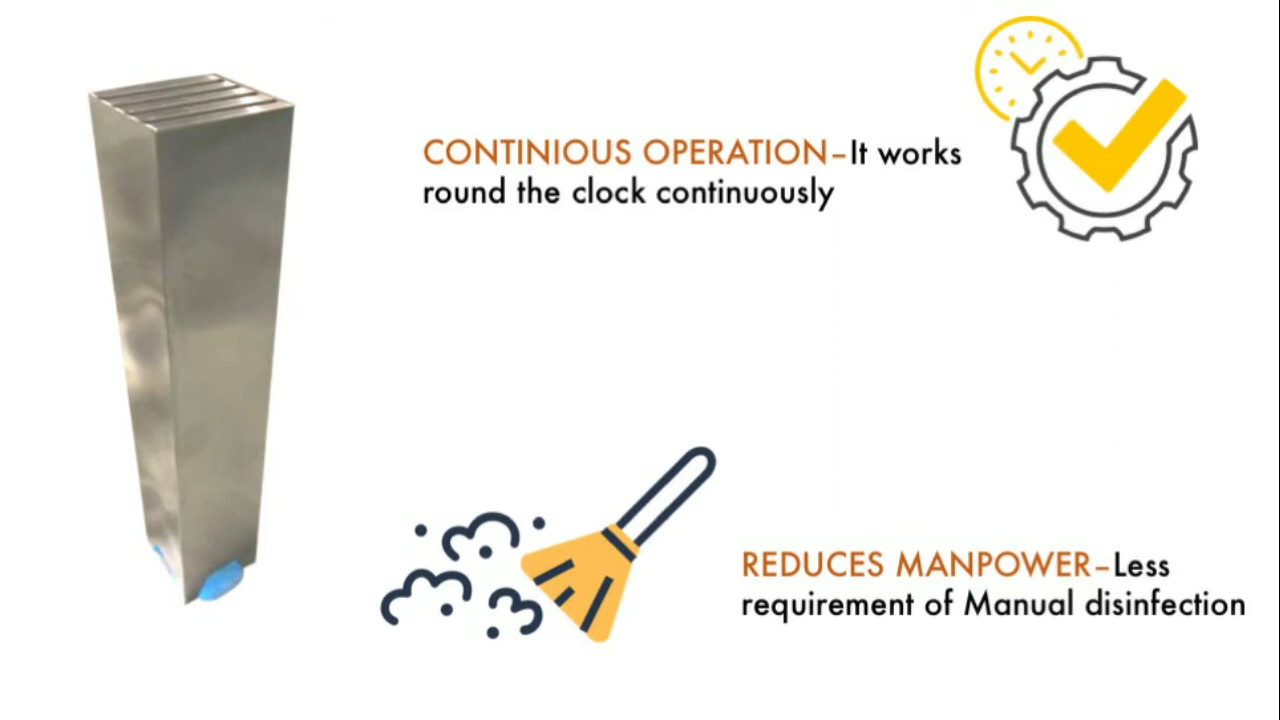 CONTINIOUS OPERATION–It works
round the clock continuously
REDUCES MANPOWER–Less
requirement of Manual disinfection